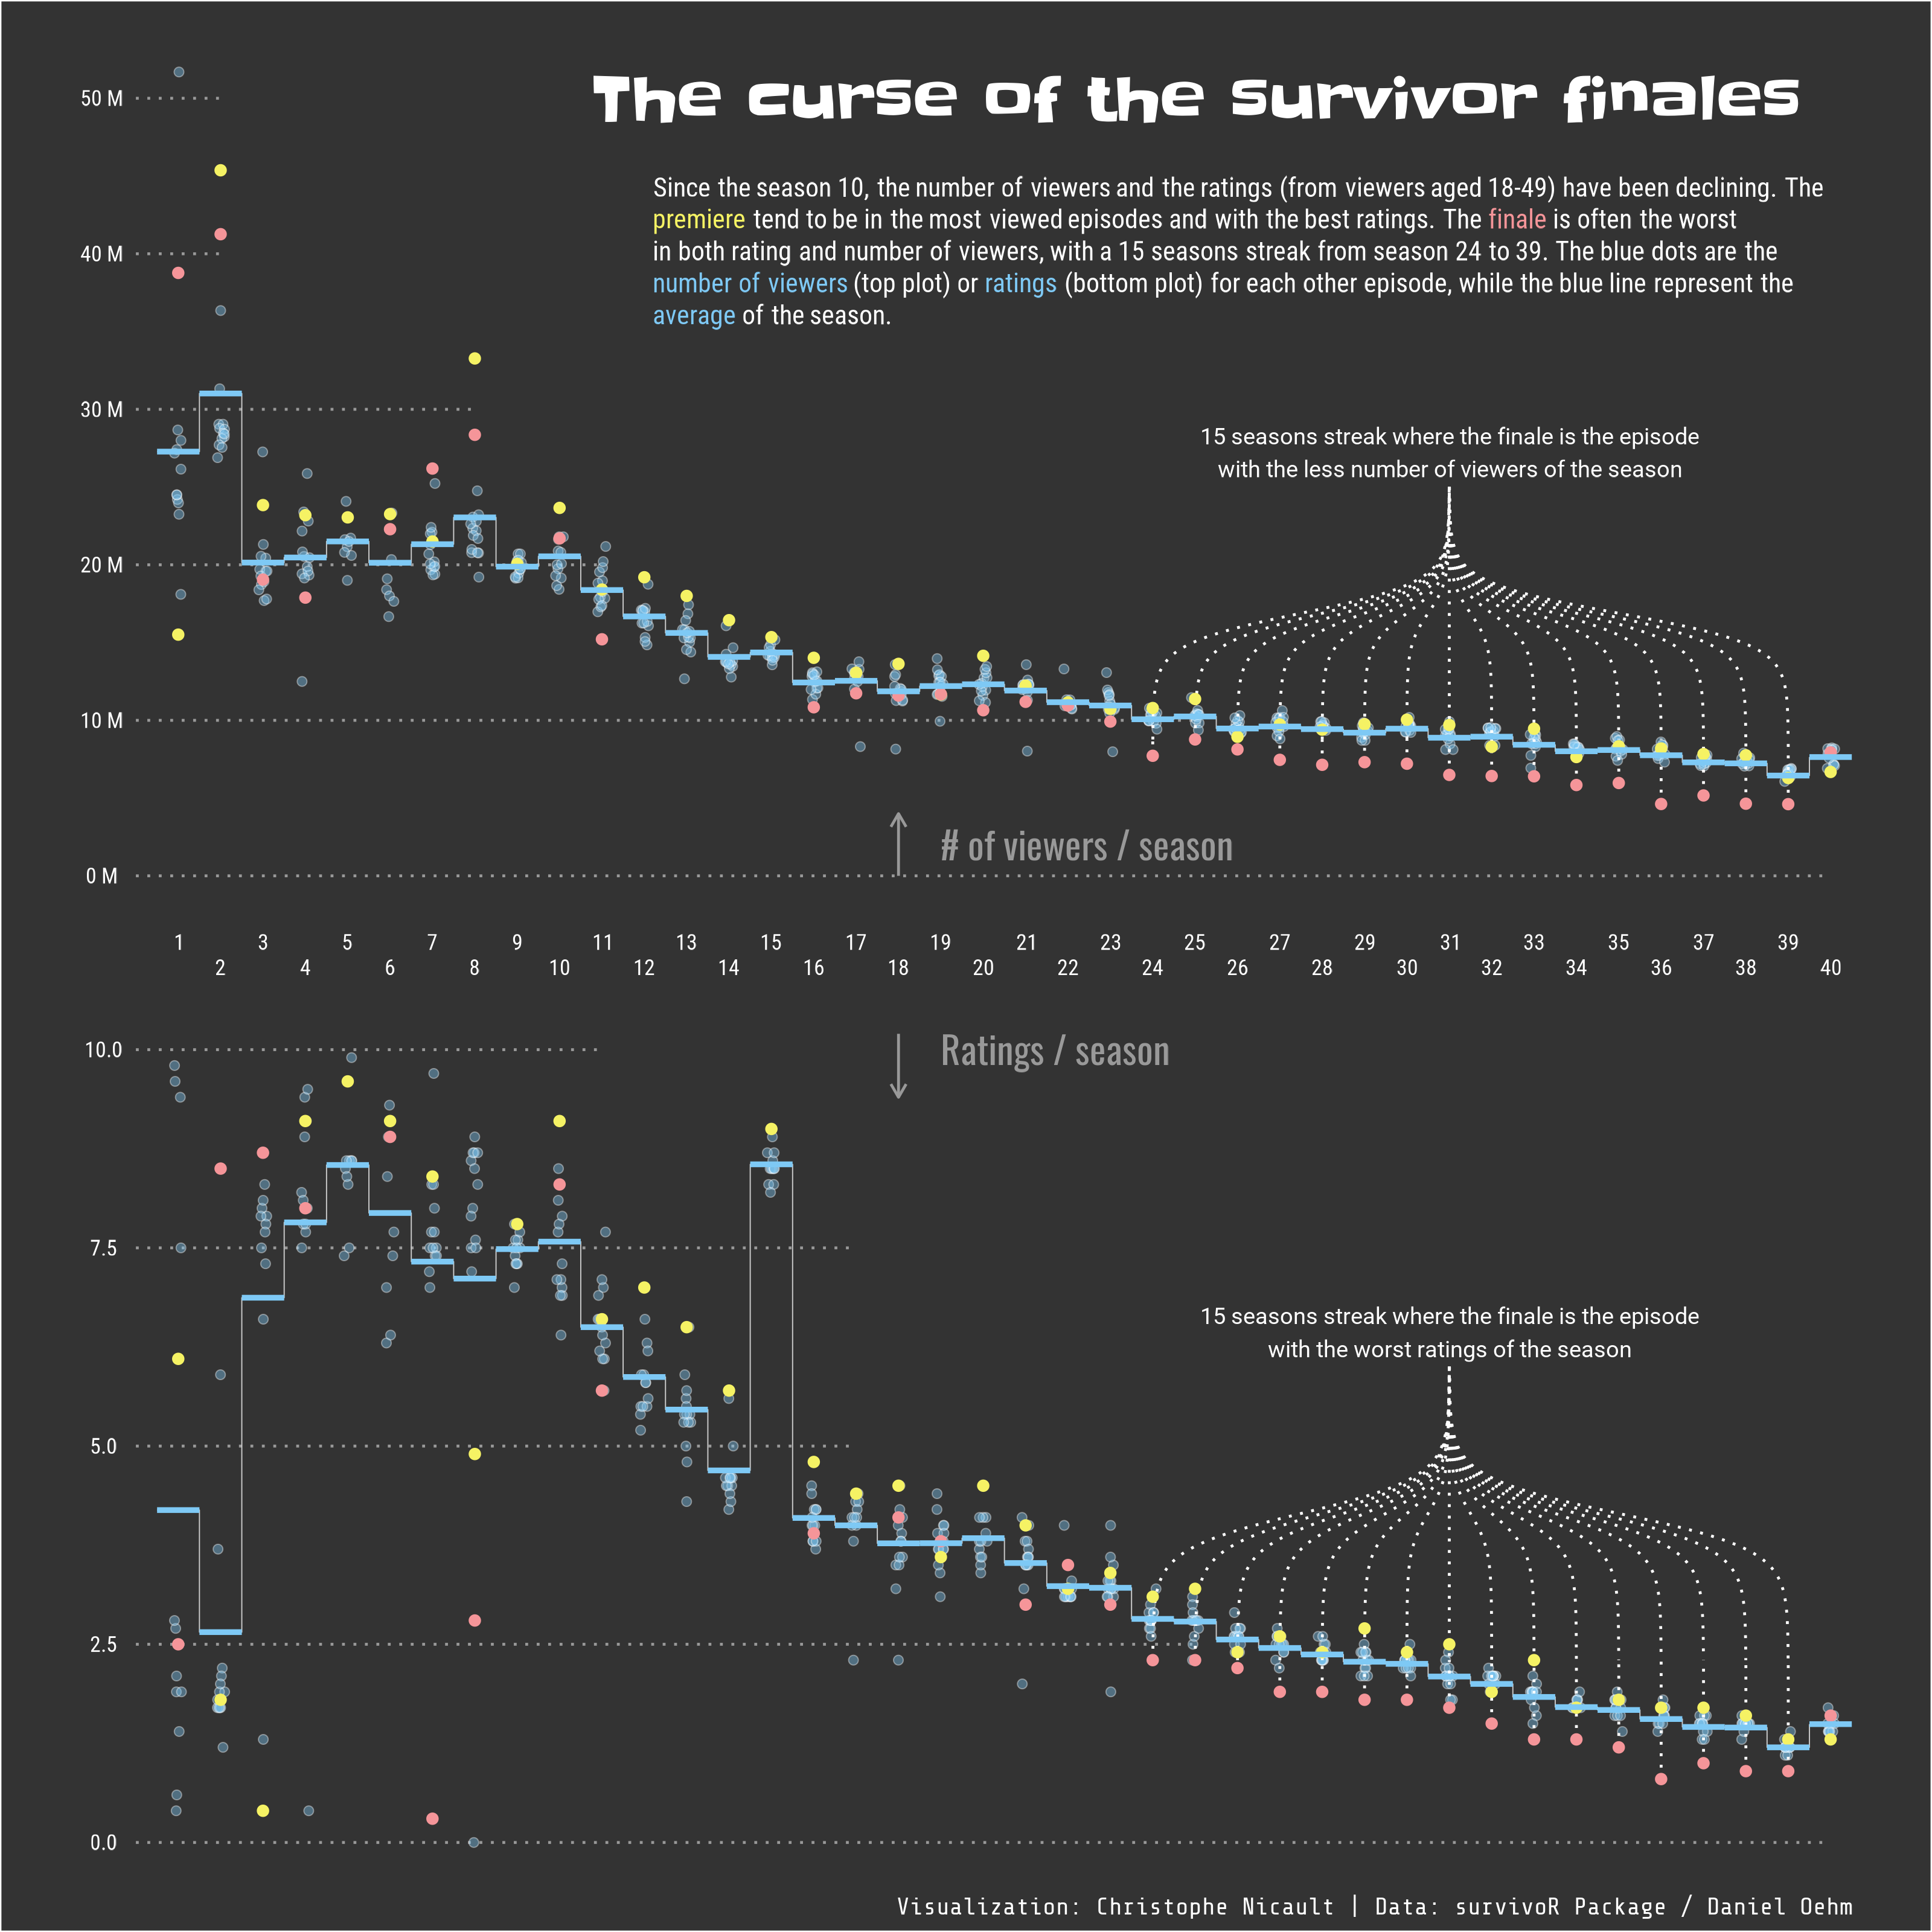 The curse of the survivor finales
Since the season 10, the number of viewers and the ratings (from viewers aged 18-49) have been declining. The
premiere tend to be in the most viewed episodes and with the best ratings. The finale is often the worst
in both rating and number of viewers, with a 15 seasons streak from season 24 to 39. The blue dots are the
number of viewers (top plot) or ratings (bottom plot) for each other episode, while the blue line represent the
average of the season.
50 M
40 M
30 M
20 M
10 M
0 M
15 seasons streak where the finale is the episode
with the less number of viewers of the season
# of viewers / season
1 3 5 7 9 11 13 15 17 19 21 23 25 27 29 31 33 35 37 39
2 4 6 8 10 12 14 16 18 20 22 24 26 28 30 32 34 36 38 40
Ratings / season
10.0
7.5
5.0
2.5
0.0
15 seasons streak where the finale is the episode
with the worst ratings of the season
Visualization: Christophe Nicault | Data: survivoR Package / Daniel Oehm